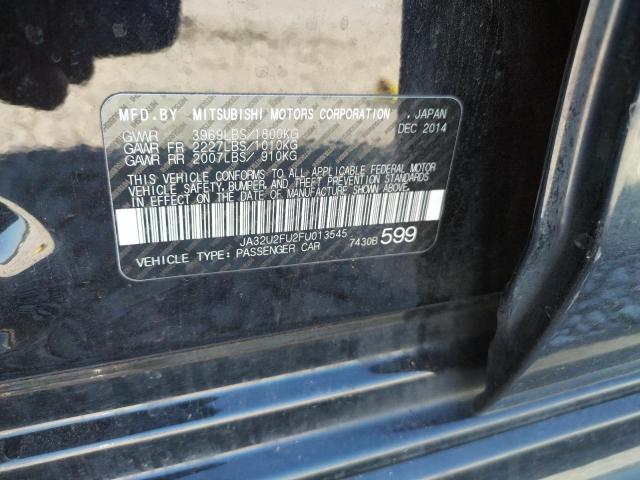 MFD.BY MITSUBISHI MOTORS CORPORATION , JAPAN
GVWR 3969LBS/1800KG DEC 2014
GAWR FR 2227LBS/1010KG
GAWR RR 2007LBS/ 910KG
THIS VEHICLE CONFORMS TO ALL APPLICABLE FEDERAL MOTOR
VEHICLE SAFETY, BUMPER, AND THEFT PREVENTION STANDARDS
IN EFFECT ON THE DATE OF MANUFACTURE SHOWN ABOVE.
JA32U2FU2FU013545
7430B 599
VEHICLE TYPE: PASSENGER CAR